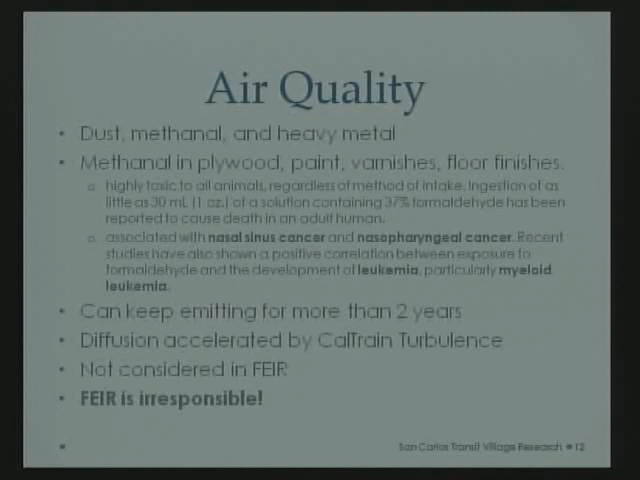 Air Quality
• Dust, methanal, and heavy metal
• Methanal in plywood, paint, varnishes, floor finishes.
highly toxic to all animals, regardless of method of intake. Ingestion of as
little as 30 mL (1 oz.) of a solution containing 37% formaldehyde has been
reported to cause death in an adult human.
associated with nasal sinus cancer and nasopharyngeal cancer. Recent
studies have also shown a positive correlation between exposure to
formaldehyde and the development of leukemia, particularly myeloid
leukemia.
• Can keep emitting for more than 2 years
• Diffusion accelerated by CalTrain Turbulence
• Not considered in FEIR
• FEIR is irresponsible!
San Carlos Transit Village Research • 12